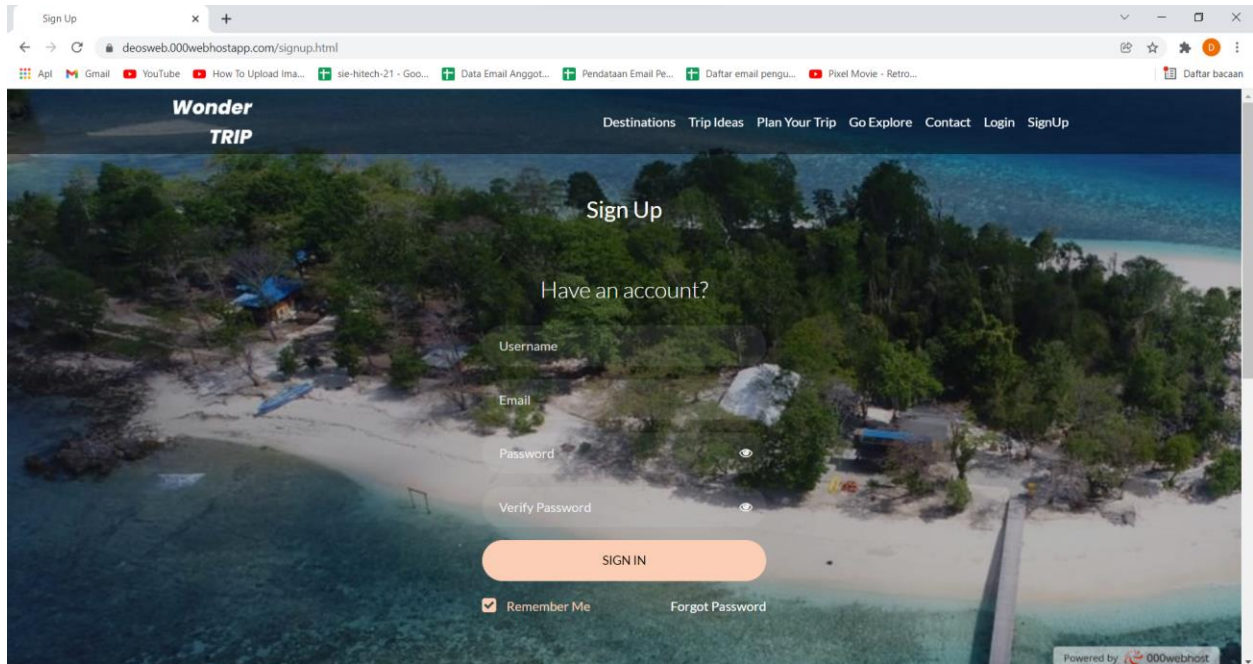 Sign Up
deosweb.000webhostapp.com/signup.html
D
Apl Gmail YouTube How To Upload Ima... sie-hitech-21 - Goo... Data Email Anggot... Pendataan Email Pe... Daftar email pengu... Pixel Movie - Retro... Daftar bacaan
Wonder
TRIP
Destinations Trip Ideas Plan Your Trip Go Explore Contact Login SignUp
Sign Up
Have an account?
Username
Email
Password
Verify Password
SIGN IN
Remember Me Forgot Password
Powered by 000webhost